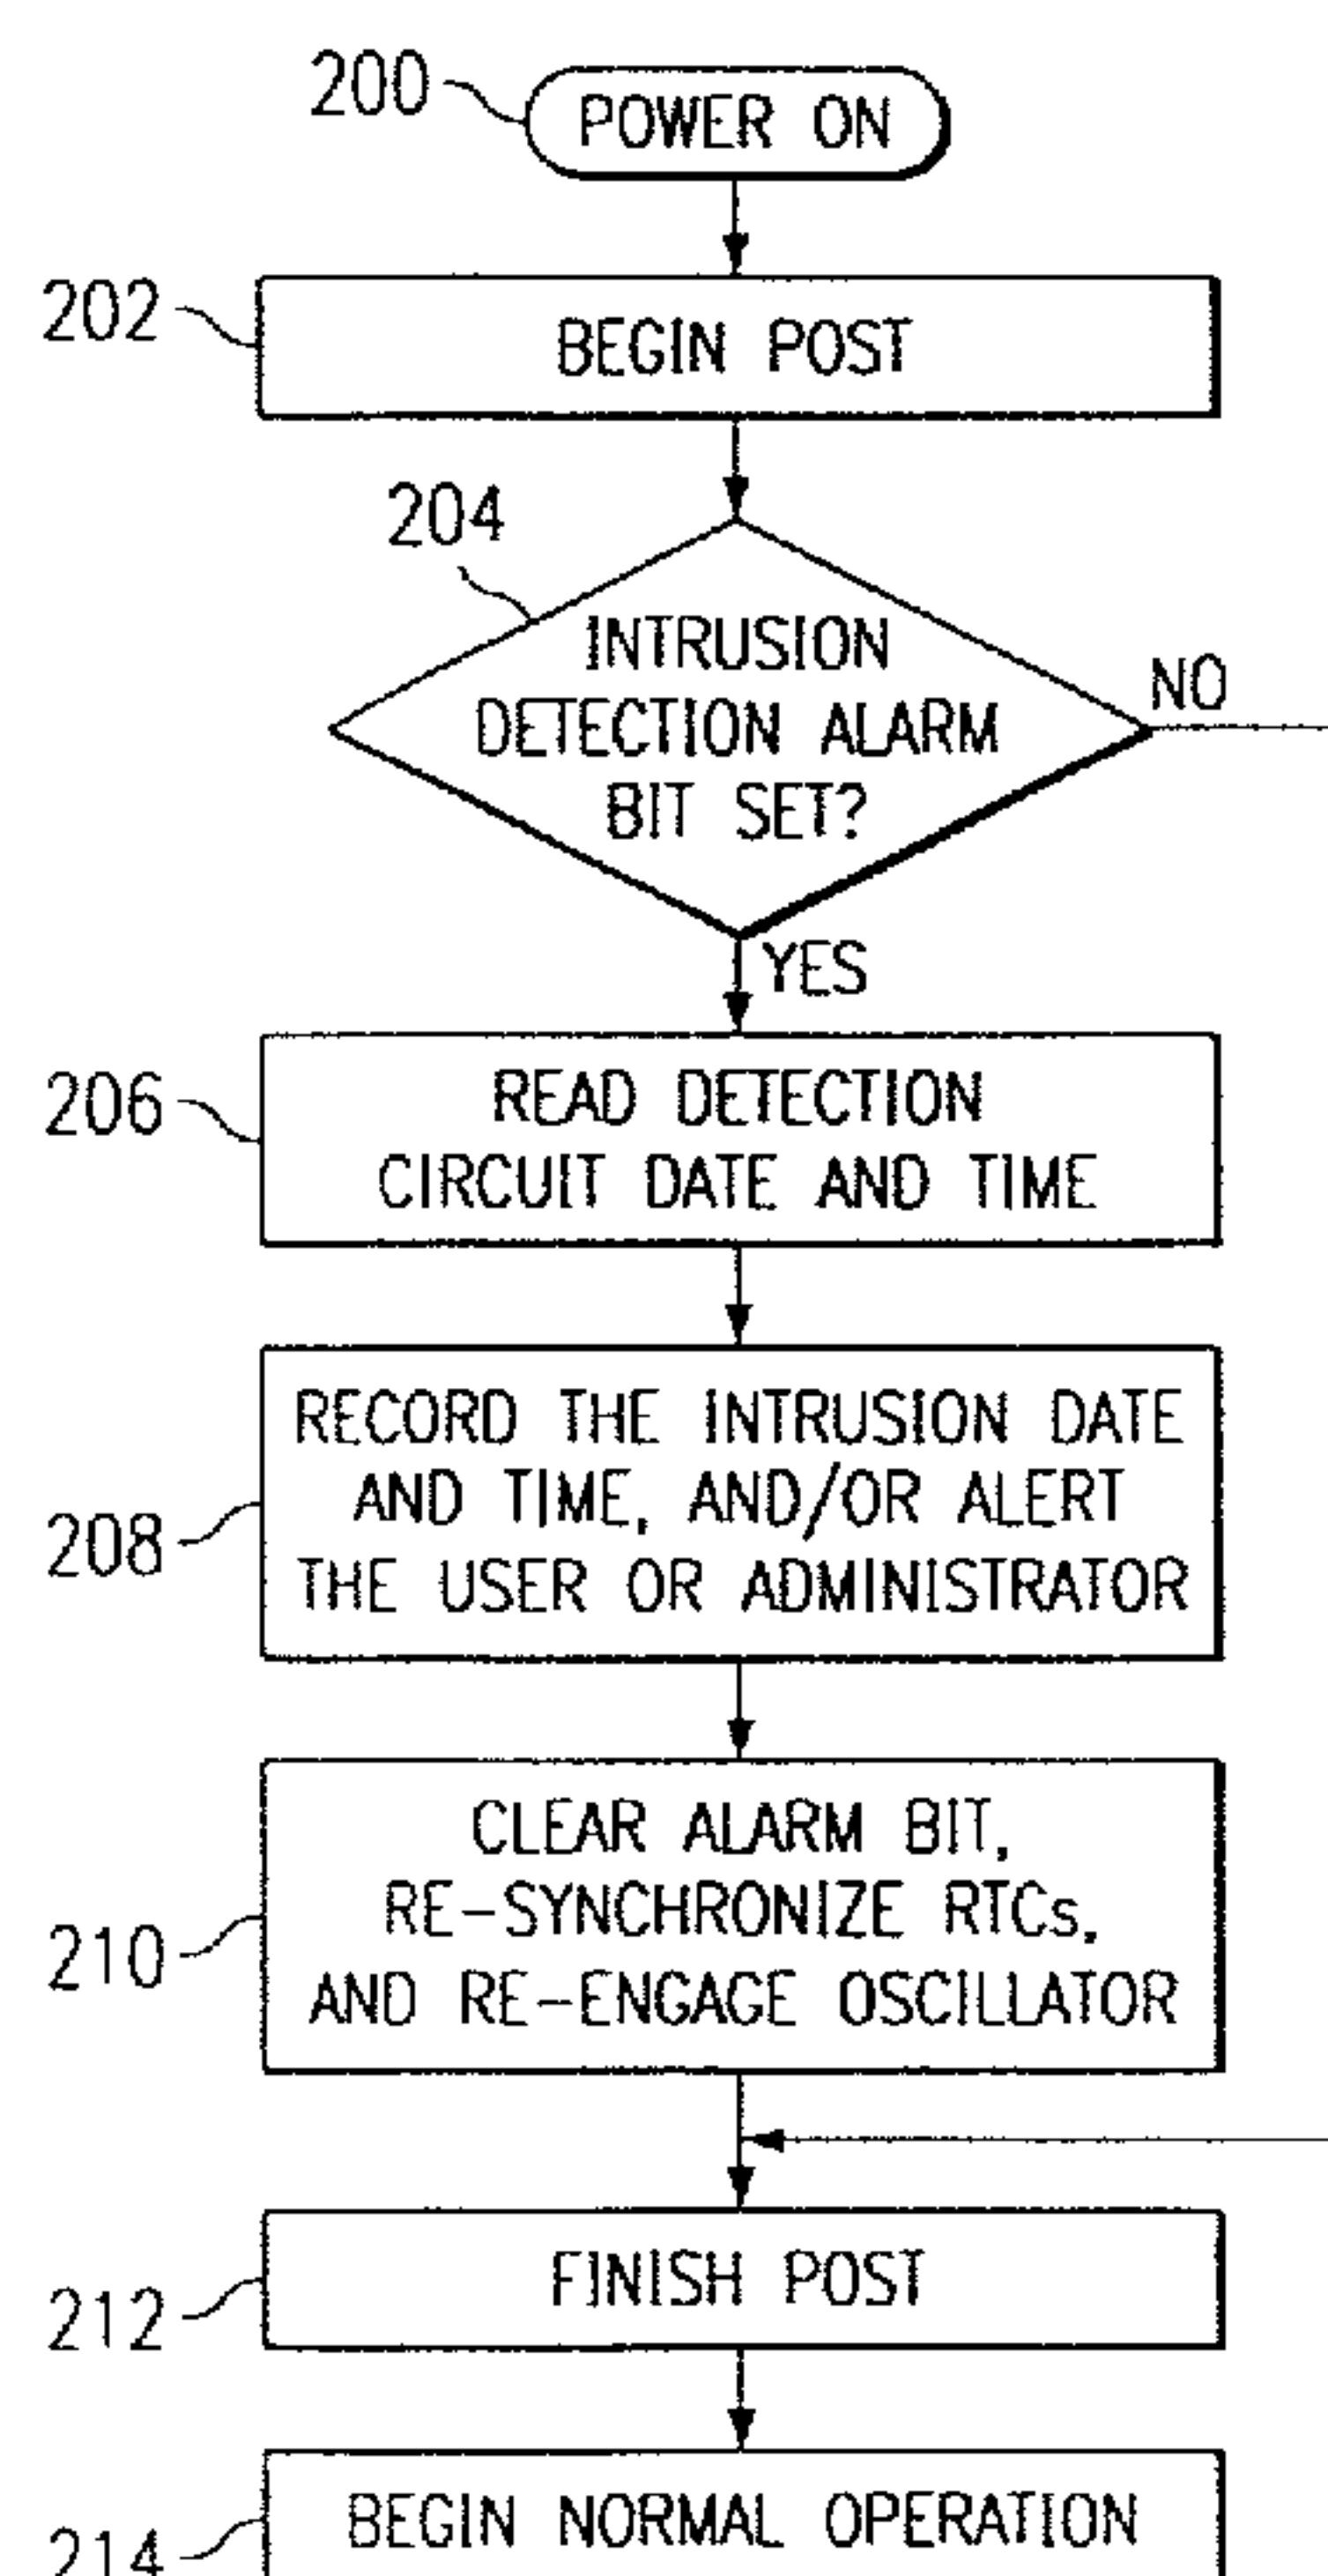 200
POWER ON
202
BEGIN POST
204
INTRUSION
DETECTION ALARM
BIT SET?
NO
YES
206
READ DETECTION
CIRCUIT DATE AND TIME
208
RECORD THE INTRUSION DATE
AND TIME, AND/OR ALERT
THE USER OR ADMINISTRATOR
210
CLEAR ALARM BIT,
RE-SYNCHRONIZE RTCs,
AND RE-ENGAGE OSCILLATOR
212
FINISH POST
214
BEGIN NORMAL OPERATION